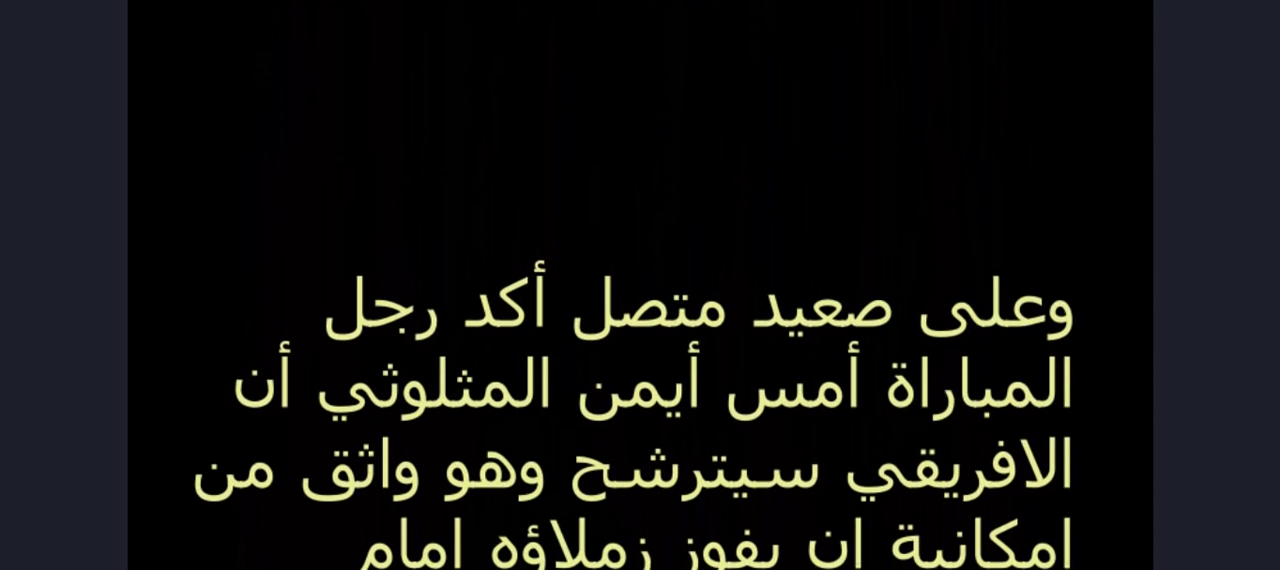 وعلى صعيد متصل أكد رجل
المباراة أمس أيمن المثلوثي أن
الافريقي سيترشح وهو واثق من
امكانية ان يفوز زملاؤه امام